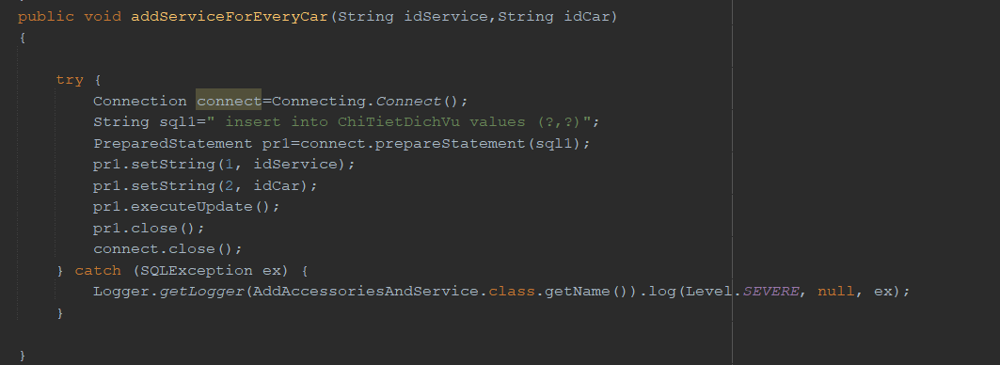 public void addServiceForEveryCar(String idService,String idCar)
{
try {
Connection connect=Connecting.Connect();
String sql1=" insert into ChiTietDichVu values (?,?)";
PreparedStatement pr1=connect.prepareStatement(sql1);
pr1.setString(1, idService);
pr1.setString(2, idCar);
pr1.executeUpdate();
pr1.close();
connect.close();
} catch (SQLException ex) {
Logger.getLogger(AddAccessoriesAndService.class.getName()).log(Level.SEVERE, null, ex);
}
}